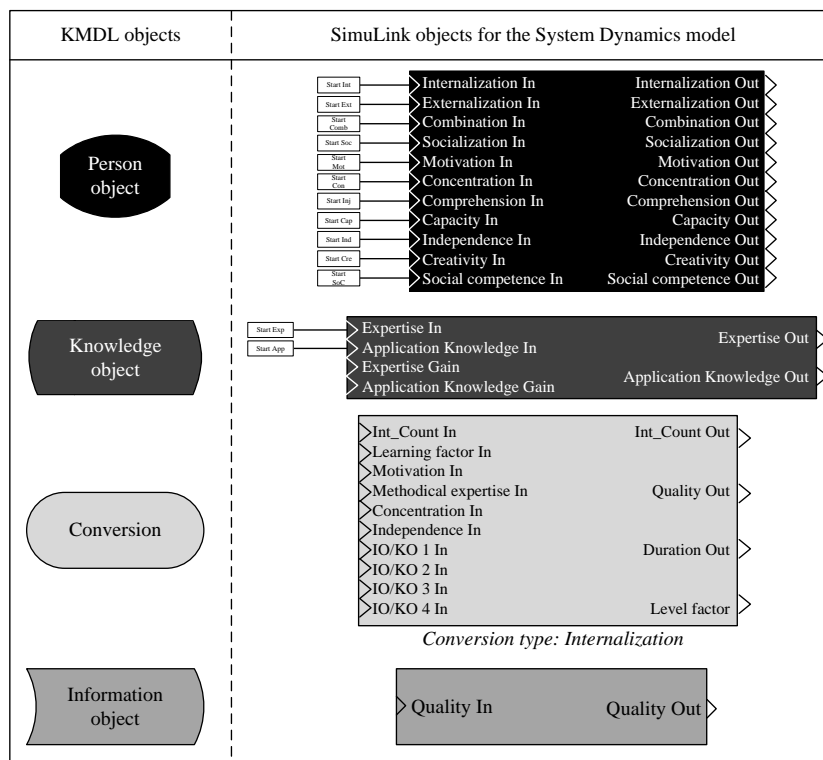 KMDL objects
SimuLink objects for the System Dynamics model
Person
object
Start Int
Start Ext
Start
Comb
Start Soc
Start
Mot
Start
Con
Start Inj
Start Cap
Start Ind
Start Cre
Start
SoC
Internalization In
Internalization Out
Externalization In
Externalization Out
Combination In
Combination Out
Socialization In
Socialization Out
Motivation In
Motivation Out
Concentration In
Concentration Out
Comprehension In
Comprehension Out
Capacity In
Capacity Out
Independence In
Independence Out
Creativity In
Creativity Out
Social competence In
Social competence Out
Knowledge
object
Start Exp
Start App
Expertise In
Application Knowledge In
Expertise Gain
Application Knowledge Gain
Expertise Out
Application Knowledge Out
Conversion
Int_Count In
Learning factor In
Motivation In
Methodical expertise In
Concentration In
Independence In
IO/KO 1 In
IO/KO 2 In
IO/KO 3 In
IO/KO 4 In
Int_Count Out
Quality Out
Duration Out
Level factor
Conversion type: Internalization
Information
object
Quality In
Quality Out